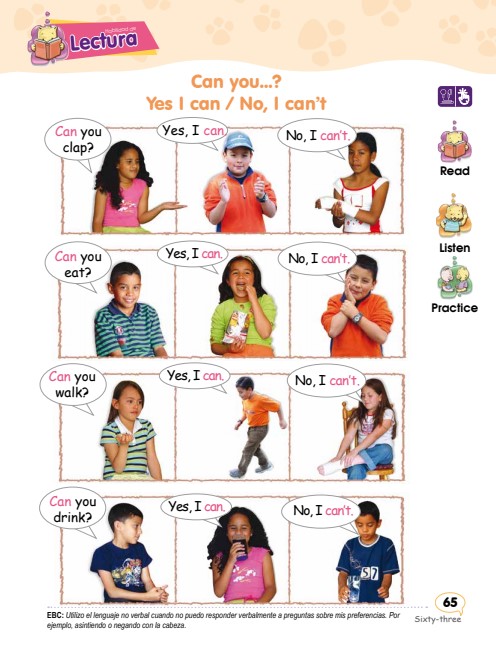 Lectura
Can you...?
Yes I can / No, I can't
Can you
clap?
Yes, I can.
No, I can't.
Read
Can you
eat?
Yes, I can.
No, I can't.
Listen
Practice
Can you
walk?
Yes, I can.
No, I can't.
Can you
drink?
Yes, I can.
No, I can't.
57
65
Sixty-three
EBC: Utilizo el lenguaje no verbal cuando no puedo responder verbalmente a preguntas sobre mis preferencias. Por
ejemplo, asintiendo o negando con la cabeza.